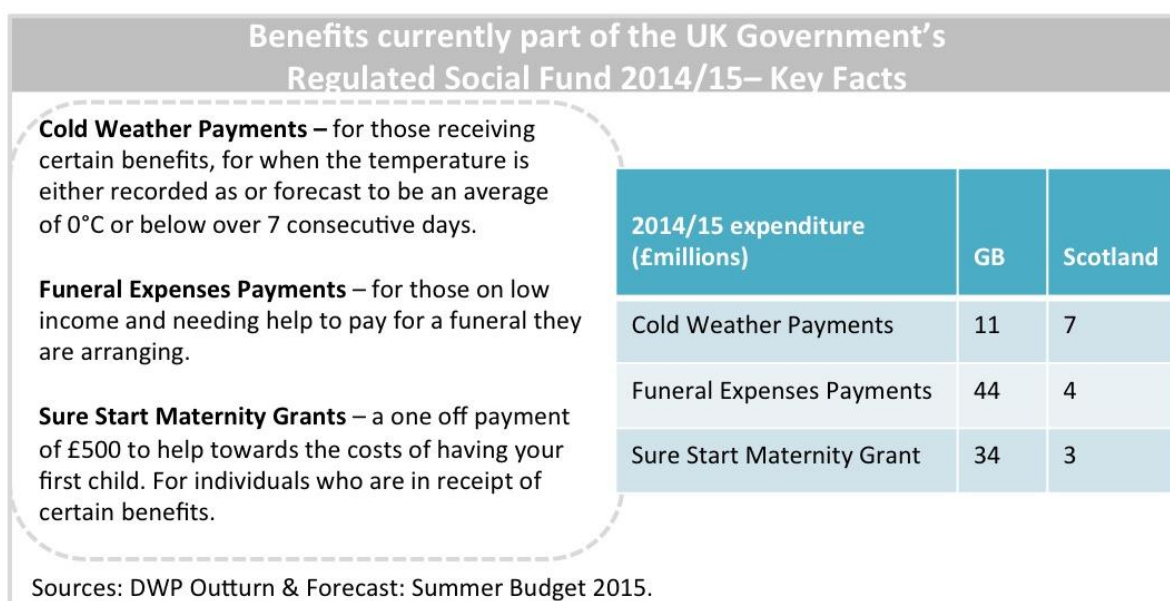 Benefits currently part of the UK Government’s
Regulated Social Fund 2014/15– Key Facts
Cold Weather Payments – for those receiving
certain benefits, for when the temperature is
either recorded as or forecast to be an average
of 0°C or below over 7 consecutive days.
Funeral Expenses Payments – for those on low
income and needing help to pay for a funeral they
are arranging.
Sure Start Maternity Grants – a one off payment
of £500 to help towards the costs of having your
first child. For individuals who are in receipt of
certain benefits.
2014/15 expenditure
(£millions) GB Scotland
Cold Weather Payments 11 7
Funeral Expenses Payments 44 4
Sure Start Maternity Grant 34 3
Sources: DWP Outturn & Forecast: Summer Budget 2015.